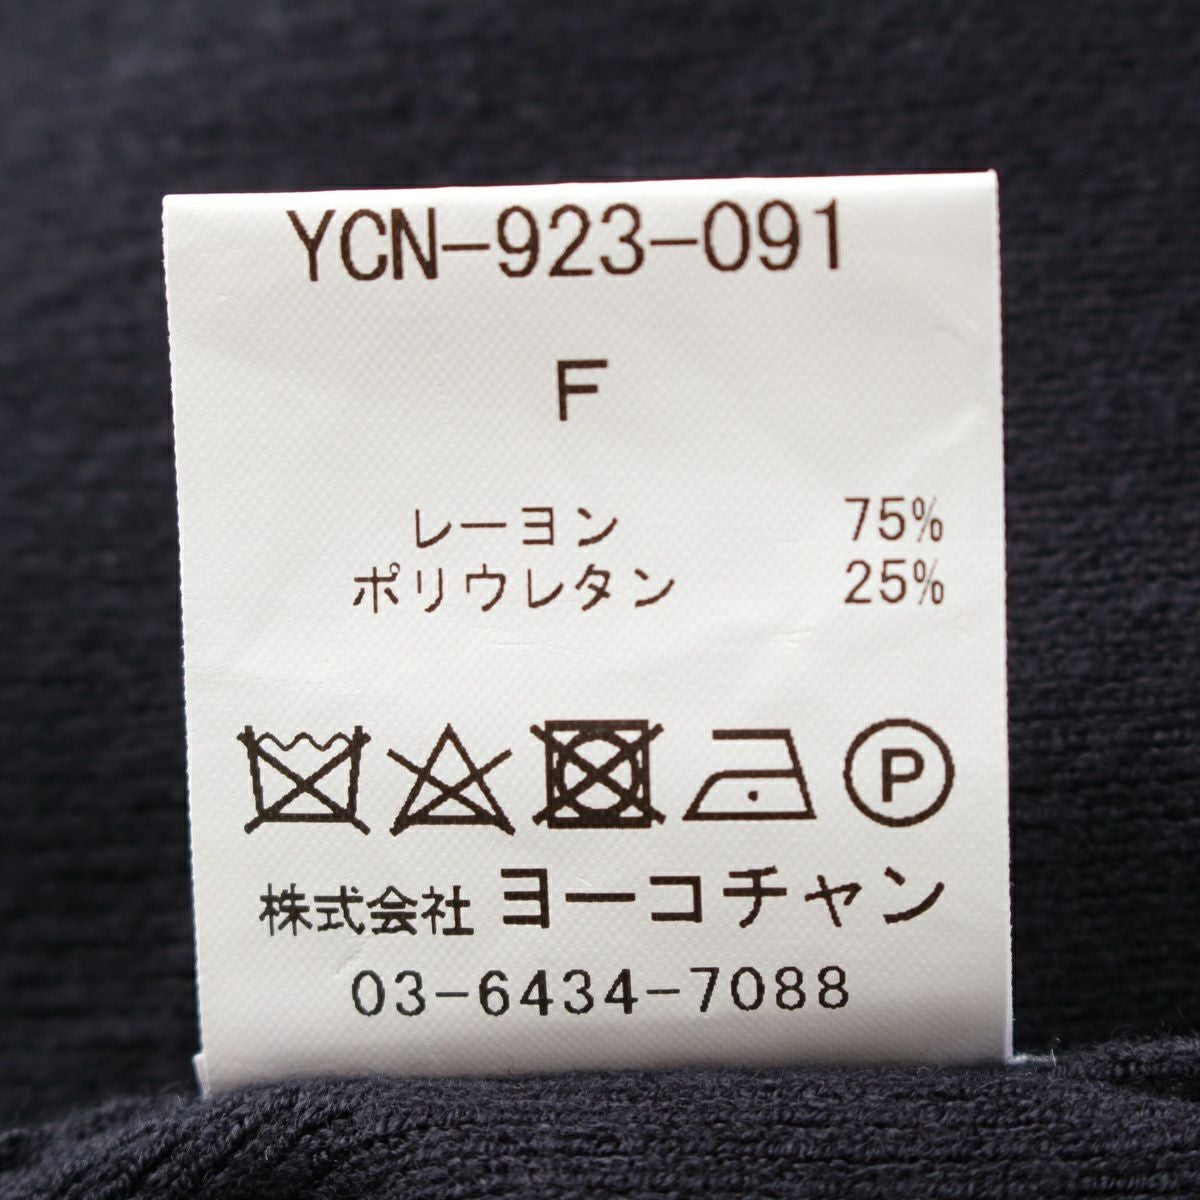 YCN-923-091
F
レーヨン 75%
ポリウレタン 25%
P
株式会社 ヨーコチャン
03-6434-7088